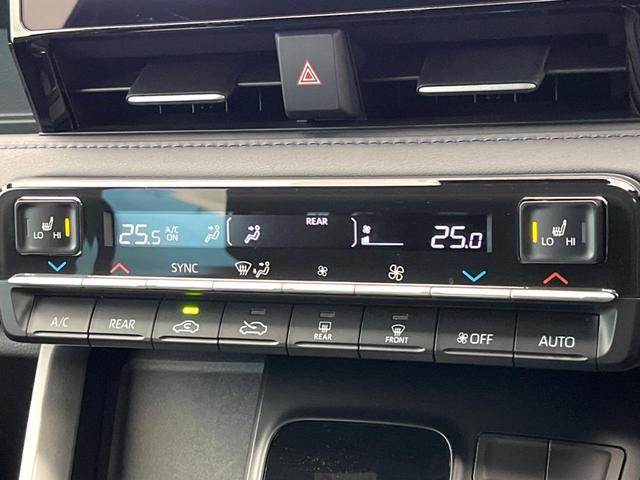 REAR
25.5 A/C ON
25.0
LO HI
LO HI
SYNC
A/C
REAR
REAR
FRONT
OFF
AUTO